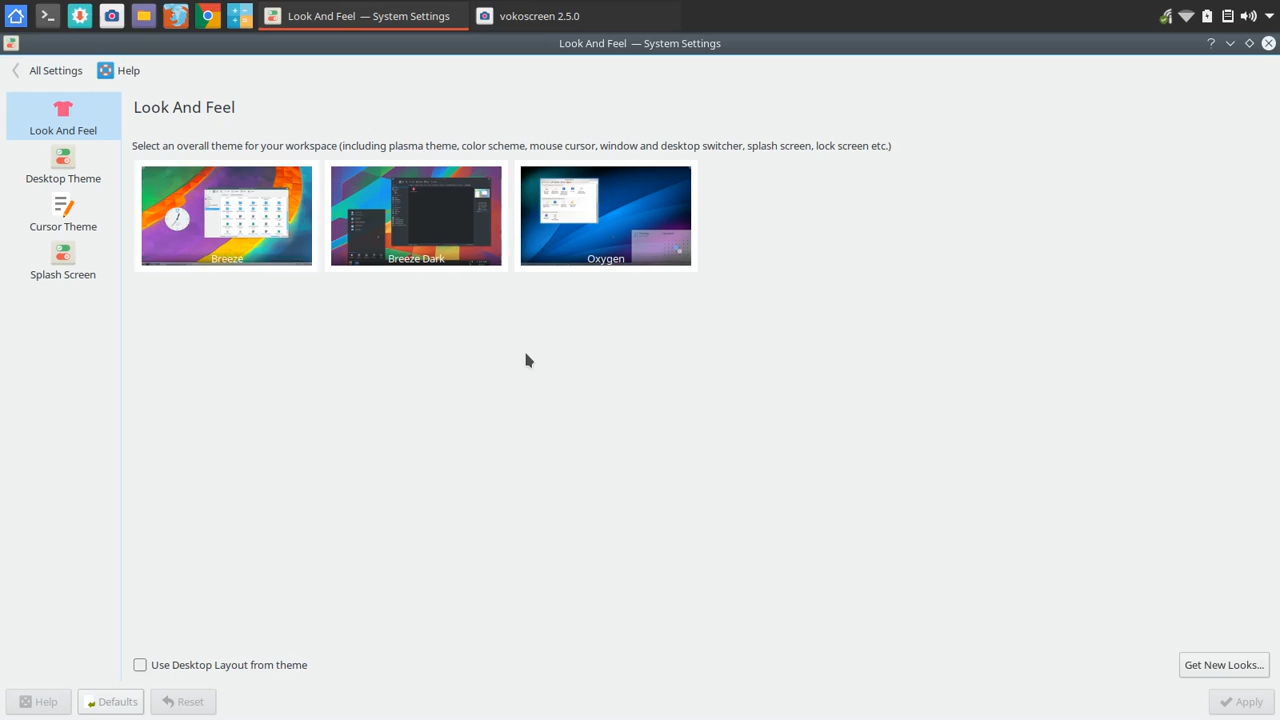 Look And Feel — System Settings
vokoscreen 2.5.0
Look And Feel — System Settings
All Settings
Help
Look And Feel
Desktop Theme
Cursor Theme
Splash Screen
Look And Feel
Select an overall theme for your workspace (including plasma theme, color scheme, mouse cursor, window and desktop switcher, splash screen, lock screen etc.)
Breeze
Breeze Dark
Oxygen
Use Desktop Layout from theme
Get New Looks...
Help
Defaults
Reset
Apply